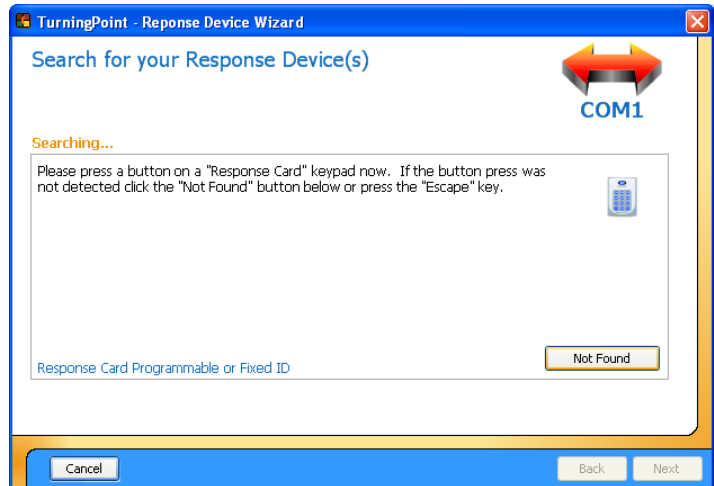 TurningPoint - Reponse Device Wizard
Search for your Response Device(s)
COM1
Searching...
Please press a button on a "Response Card" keypad now.  If the button press was
not detected click the "Not Found" button below or press the "Escape" key.
Not Found
Response Card Programmable or Fixed ID
Cancel
Back
Next